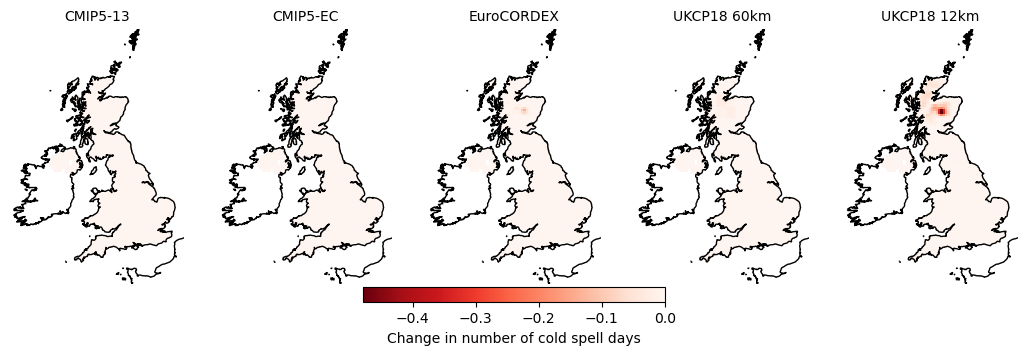 CMIP5-13 CMIP5-EC EuroCORDEX UKCP18 60km UKCP18 12km
−0.4 −0.3 −0.2 −0.1 0.0
Change in number of cold spell days